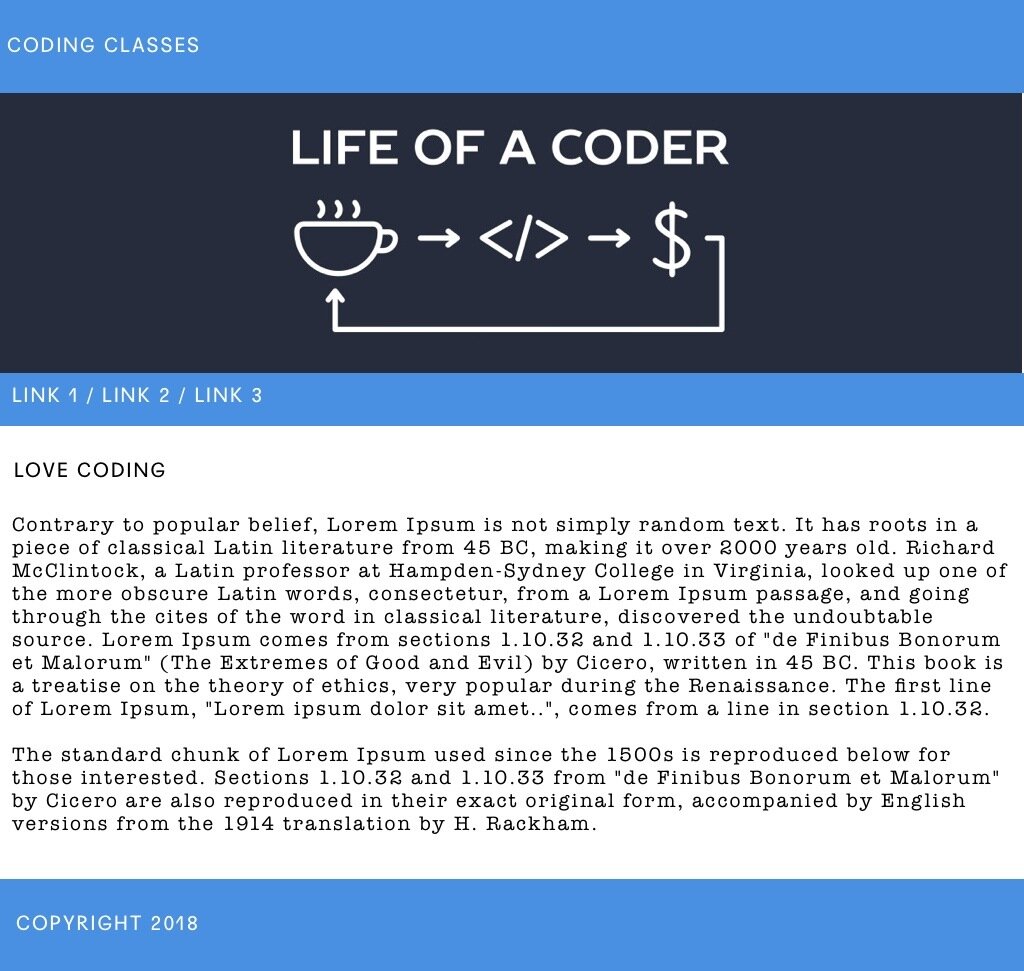 CODING CLASSES
LIFE OF A CODER
</>
$
LINK 1 / LINK 2 / LINK 3
LOVE CODING
Contrary to popular belief, Lorem Ipsum is not simply random text. It has roots in a
piece of classical Latin literature from 45 BC, making it over 2000 years old. Richard
McClintock, a Latin professor at Hampden-Sydney College in Virginia, looked up one of
the more obscure Latin words, consectetur, from a Lorem Ipsum passage, and going
through the cites of the word in classical literature, discovered the undoubtable
source. Lorem Ipsum comes from sections 1.10.32 and 1.10.33 of "de Finibus Bonorum
et Malorum" (The Extremes of Good and Evil) by Cicero, written in 45 BC. This book is
a treatise on the theory of ethics, very popular during the Renaissance. The first line
of Lorem Ipsum, "Lorem ipsum dolor sit amet..", comes from a line in section 1.10.32.
The standard chunk of Lorem Ipsum used since the 1500s is reproduced below for
those interested. Sections 1.10.32 and 1.10.33 from "de Finibus Bonorum et Malorum"
by Cicero are also reproduced in their exact original form, accompanied by English
versions from the 1914 translation by H. Rackham.
COPYRIGHT 2018